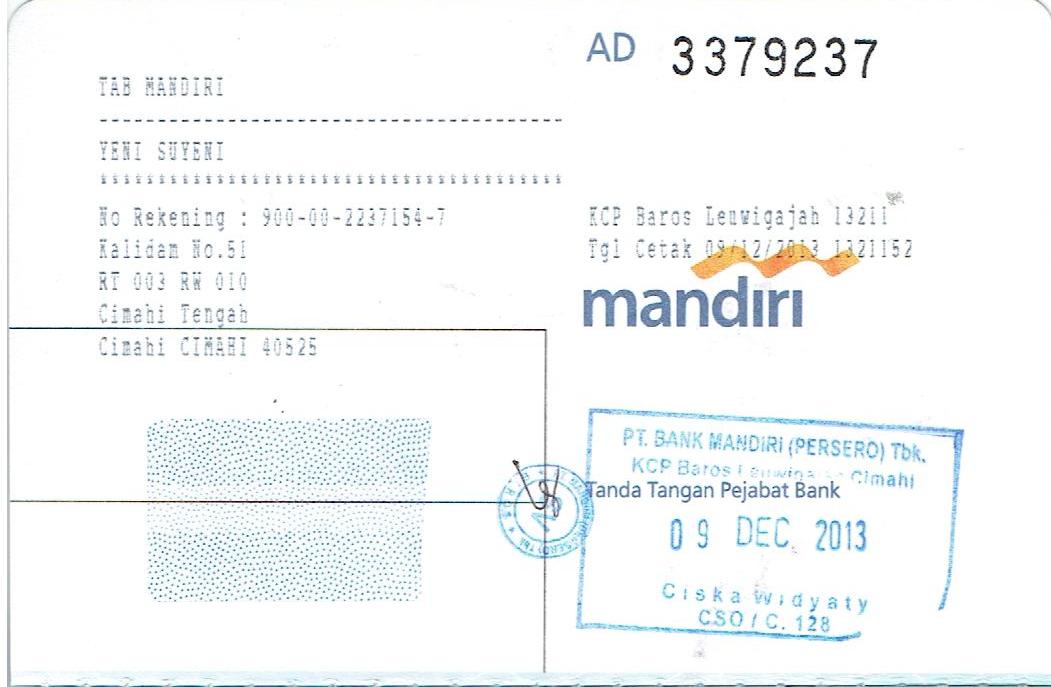 AD 3379237
TAB MANDIRI
---------------------------------------
YENI SUYENI
***************************************
No Rekening : 900-00-2237154-7
Kalidam No.51
RT 003 RW 010
Cimahi Tengah
Cimahi CIMAHI 40525
KCP Baros Leuwigajah 13211
Tgl Cetak 09/12/2013 1321152
mandiri
PT. BANK MANDIRI (PERSERO) Tbk.
KCP Baros Leuwigajah Cimahi
Tanda Tangan Pejabat Bank
09 DEC. 2013
Ciska Widyaty
CSO / C. 128